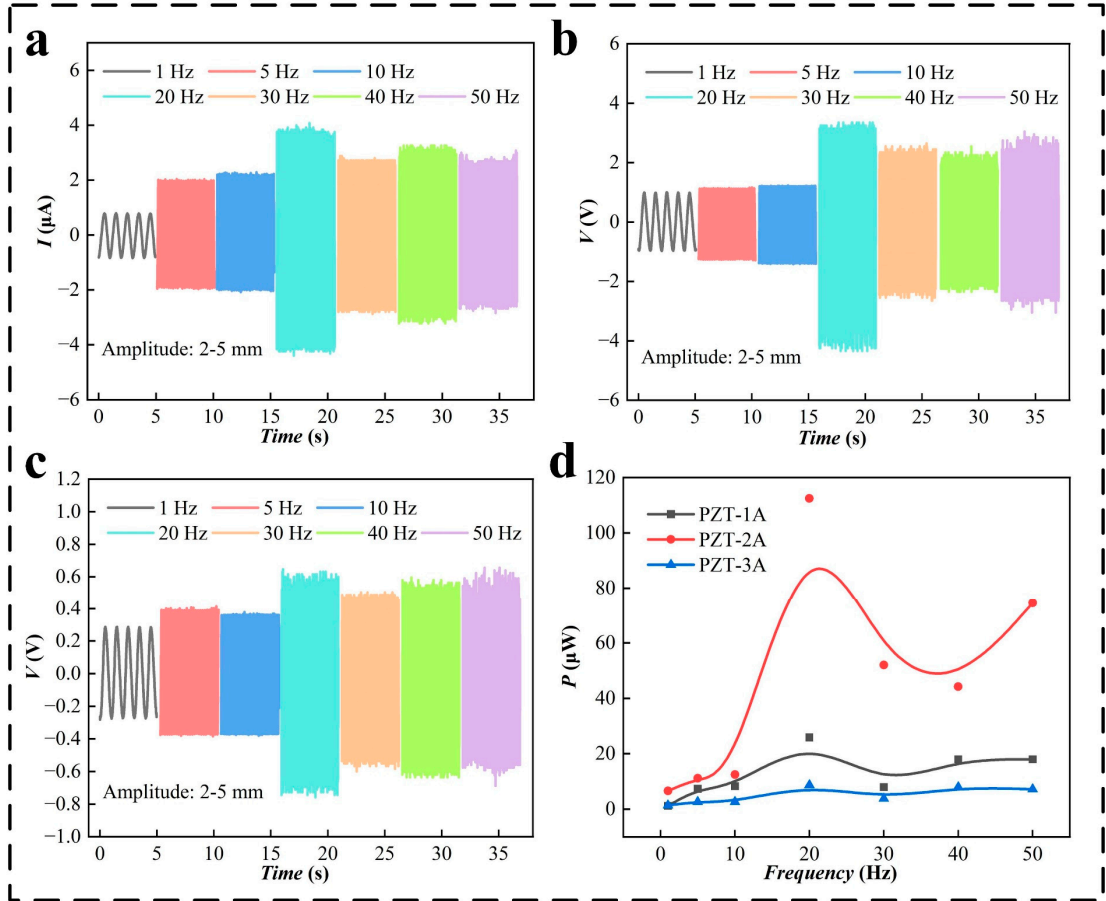 a
6
4
2
0
−2
−4
−6
I (µA)
1 Hz 5 Hz 10 Hz
20 Hz 30 Hz 40 Hz 50 Hz
Amplitude: 2-5 mm
0 5 10 15 20 25 30 35
Time (s)
b
6
4
2
0
−2
−4
−6
V (V)
1 Hz 5 Hz 10 Hz
20 Hz 30 Hz 40 Hz 50 Hz
Amplitude: 2-5 mm
0 5 10 15 20 25 30 35
Time (s)
c
1.2
1.0
0.8
0.6
0.4
0.2
0.0
−0.2
−0.4
−0.6
−0.8
−1.0
V (V)
1 Hz 5 Hz 10 Hz
20 Hz 30 Hz 40 Hz 50 Hz
Amplitude: 2-5 mm
0 5 10 15 20 25 30 35
Time (s)
d
120
100
80
60
40
20
0
P (µW)
PZT-1A
PZT-2A
PZT-3A
0 10 20 30 40 50
Frequency (Hz)